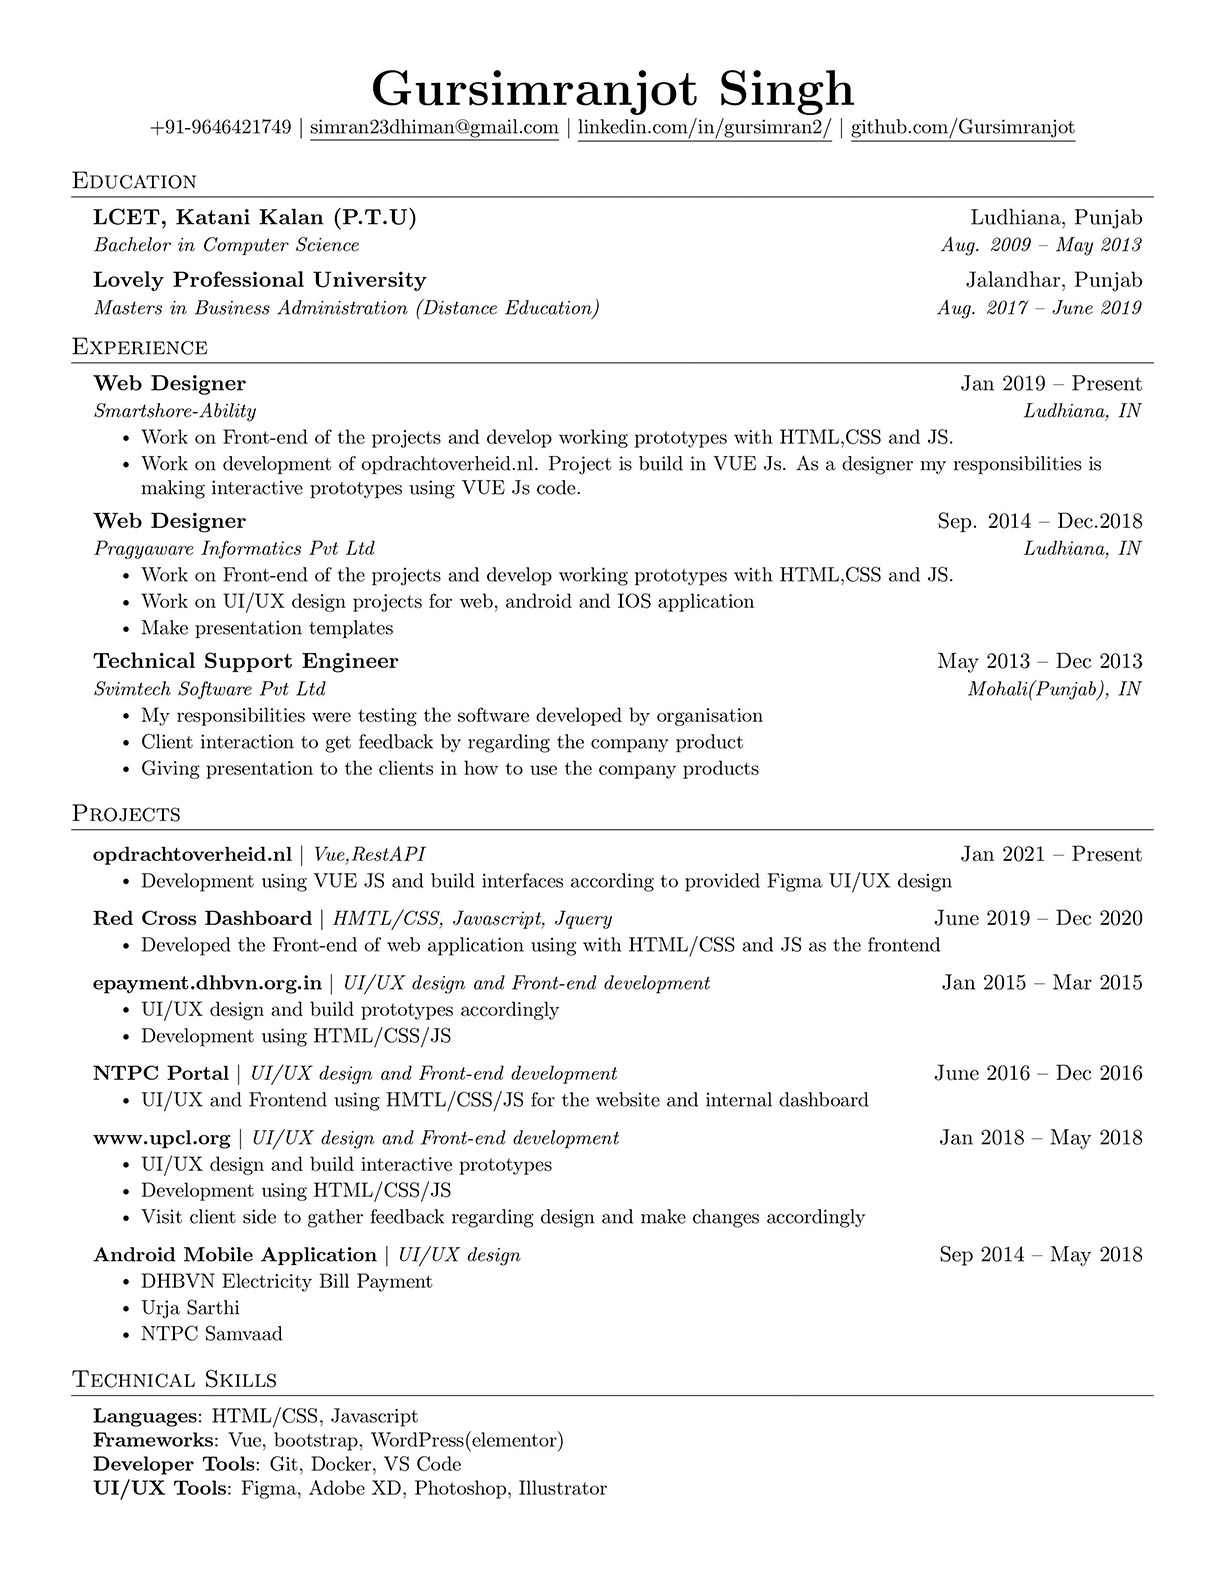 Gursimranjot Singh
+91-9646421749 | simran23dhiman@gmail.com | linkedin.com/in/gursimran2/ | github.com/Gursimranjot
Education
LCET, Katani Kalan (P.T.U) Ludhiana, Punjab
Bachelor in Computer Science Aug. 2009 – May 2013
Lovely Professional University Jalandhar, Punjab
Masters in Business Administration (Distance Education) Aug. 2017 – June 2019
Experience
Web Designer Jan 2019 – Present
Smartshore-Ability Ludhiana, IN
• Work on Front-end of the projects and develop working prototypes with HTML,CSS and JS.
• Work on development of opdrachtoverheid.nl. Project is build in VUE Js. As a designer my responsibilities is
making interactive prototypes using VUE Js code.
Web Designer Sep. 2014 – Dec.2018
Pragyaware Informatics Pvt Ltd Ludhiana, IN
• Work on Front-end of the projects and develop working prototypes with HTML,CSS and JS.
• Work on UI/UX design projects for web, android and IOS application
• Make presentation templates
Technical Support Engineer May 2013 – Dec 2013
Svimtech Software Pvt Ltd Mohali(Punjab), IN
• My responsibilities were testing the software developed by organisation
• Client interaction to get feedback by regarding the company product
• Giving presentation to the clients in how to use the company products
Projects
opdrachtoverheid.nl | Vue,RestAPI Jan 2021 – Present
• Development using VUE JS and build interfaces according to provided Figma UI/UX design
Red Cross Dashboard | HMTL/CSS, Javascript, Jquery June 2019 – Dec 2020
• Developed the Front-end of web application using with HTML/CSS and JS as the frontend
epayment.dhbvn.org.in | UI/UX design and Front-end development Jan 2015 – Mar 2015
• UI/UX design and build prototypes accordingly
• Development using HTML/CSS/JS
NTPC Portal | UI/UX design and Front-end development June 2016 – Dec 2016
• UI/UX and Frontend using HMTL/CSS/JS for the website and internal dashboard
www.upcl.org | UI/UX design and Front-end development Jan 2018 – May 2018
• UI/UX design and build interactive prototypes
• Development using HTML/CSS/JS
• Visit client side to gather feedback regarding design and make changes accordingly
Android Mobile Application | UI/UX design Sep 2014 – May 2018
• DHBVN Electricity Bill Payment
• Urja Sarthi
• NTPC Samvaad
Technical Skills
Languages: HTML/CSS, Javascript
Frameworks: Vue, bootstrap, WordPress(elementor)
Developer Tools: Git, Docker, VS Code
UI/UX Tools: Figma, Adobe XD, Photoshop, Illustrator